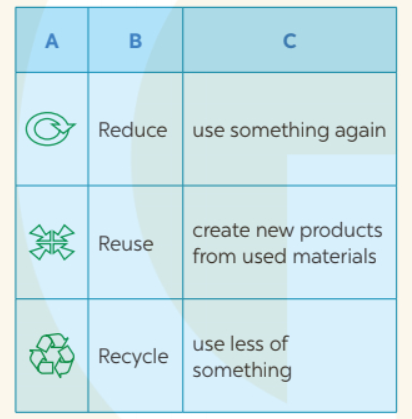 A B C
Reduce use something again
Reuse create new products
from used materials
Recycle use less of
something